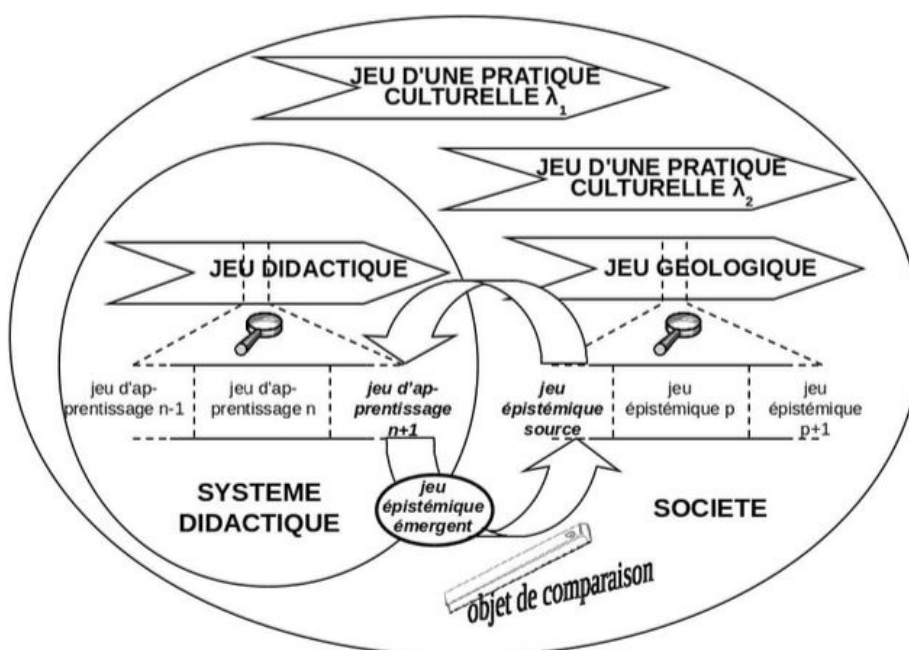 JEU D'UNE PRATIQUE
CULTURELLE λ₁
JEU D'UNE PRATIQUE
CULTURELLE λ₂
JEU DIDACTIQUE
JEU GEOLOGIQUE
jeu d'ap-
prentissage n-1
jeu d'ap-
prentissage n
jeu d'ap-
prentissage
n+1
jeu
épistémique
source
jeu
épistémique p
jeu
épistémique
p+1
SYSTEME
DIDACTIQUE
jeu
épistémique
émergent
SOCIETE
objet de comparaison